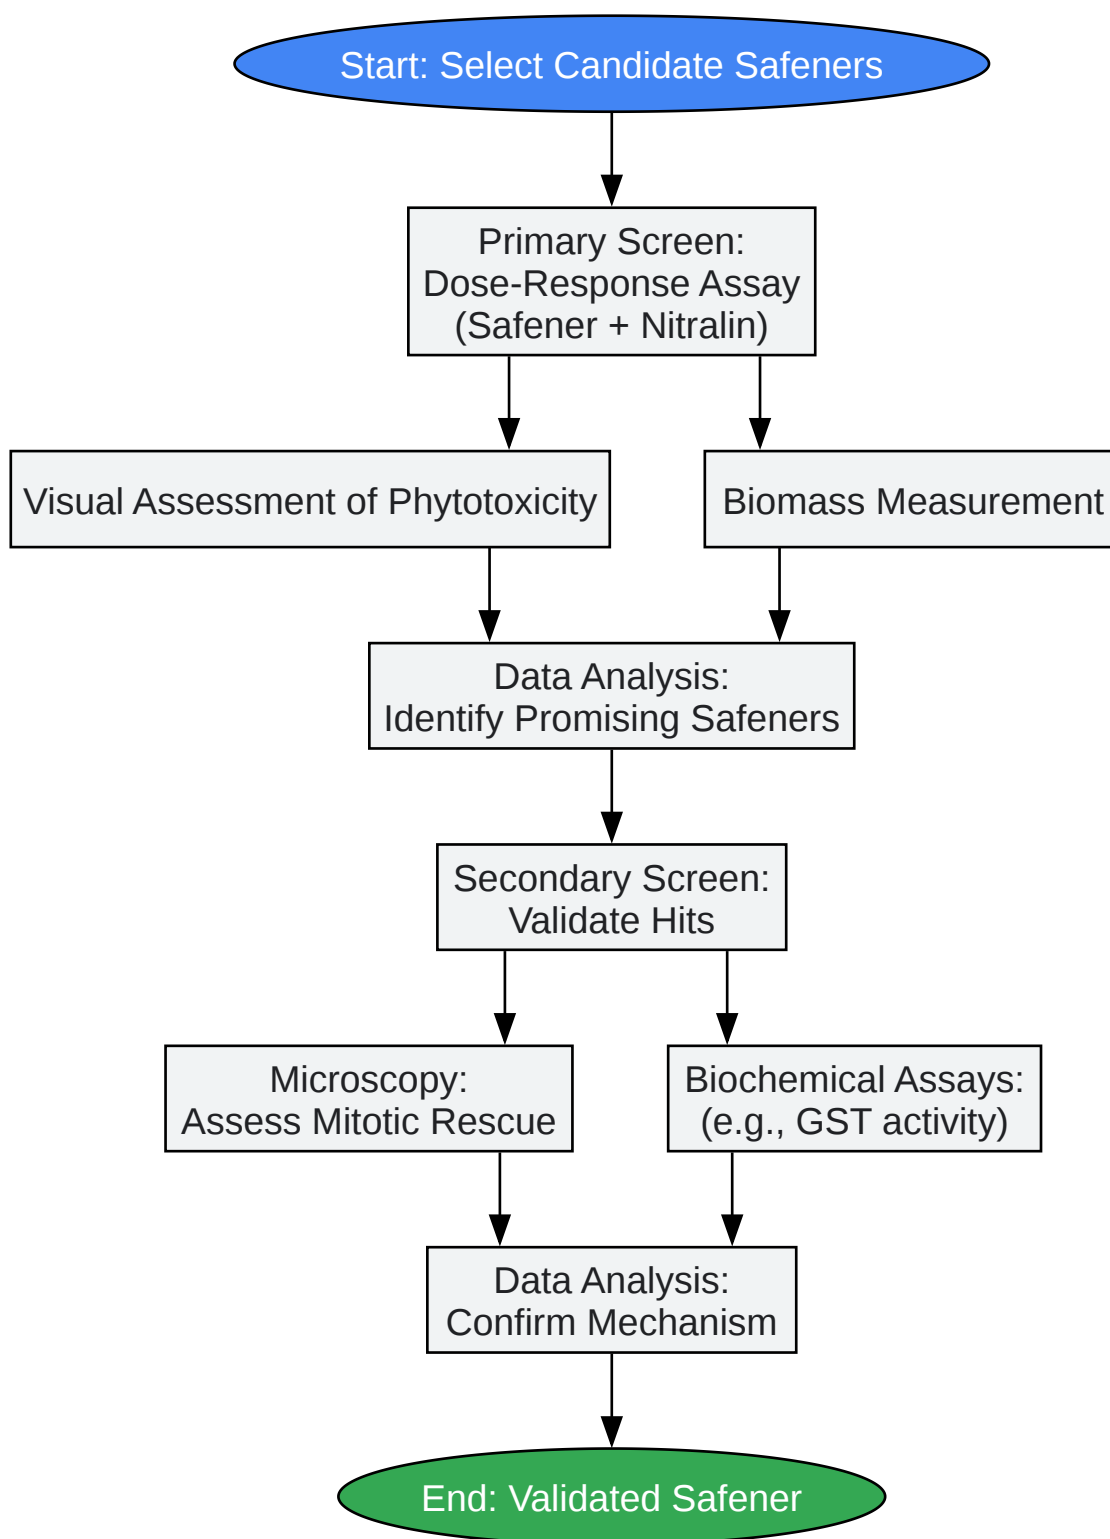 Start: Select Candidate Safeners
Primary Screen:
Dose-Response Assay
(Safener + Nitralin)
Visual Assessment of Phytotoxicity
Biomass Measurement
Data Analysis:
Identify Promising Safeners
Secondary Screen:
Validate Hits
Microscopy:
Assess Mitotic Rescue
Biochemical Assays:
(e.g., GST activity)
Data Analysis:
Confirm Mechanism
End: Validated Safener